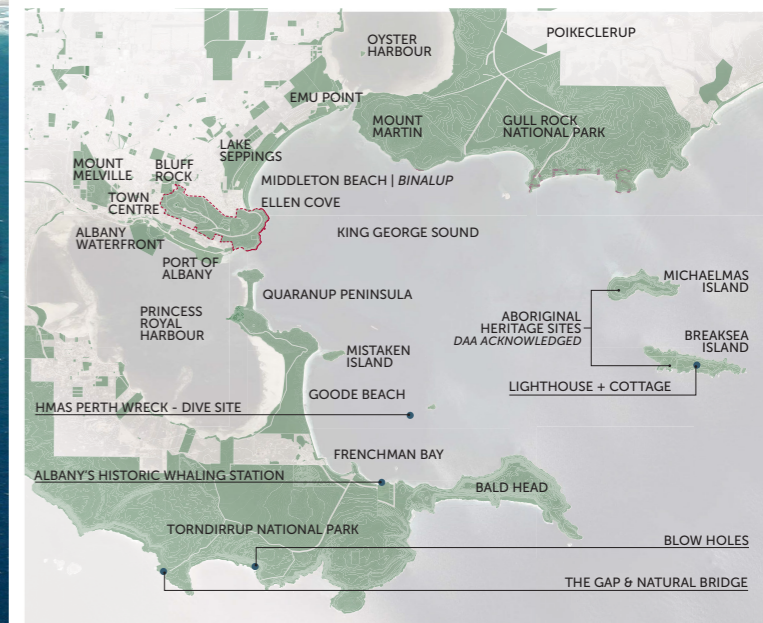 OYSTER
HARBOUR
POIKECLERUP
EMU POINT
MOUNT
MARTIN
GULL ROCK
NATIONAL PARK
LAKE
SEPPINGS
MOUNT
MELVILLE
BLUFF
ROCK
MIDDLETON BEACH | BINALUP
TOWN
CENTRE
ELLEN COVE
ALBANY
WATERFRONT
KING GEORGE SOUND
PORT OF
ALBANY
MICHAELMAS
ISLAND
QUARANUP PENINSULA
PRINCESS
ROYAL
HARBOUR
ABORIGINAL
HERITAGE SITES
DAA ACKNOWLEDGED
BREAKSEA
ISLAND
MISTAKEN
ISLAND
LIGHTHOUSE + COTTAGE
GOODE BEACH
HMAS PERTH WRECK - DIVE SITE
FRENCHMAN BAY
ALBANY'S HISTORIC WHALING STATION
BALD HEAD
TORNDIRRUP NATIONAL PARK
BLOW HOLES
THE GAP & NATURAL BRIDGE